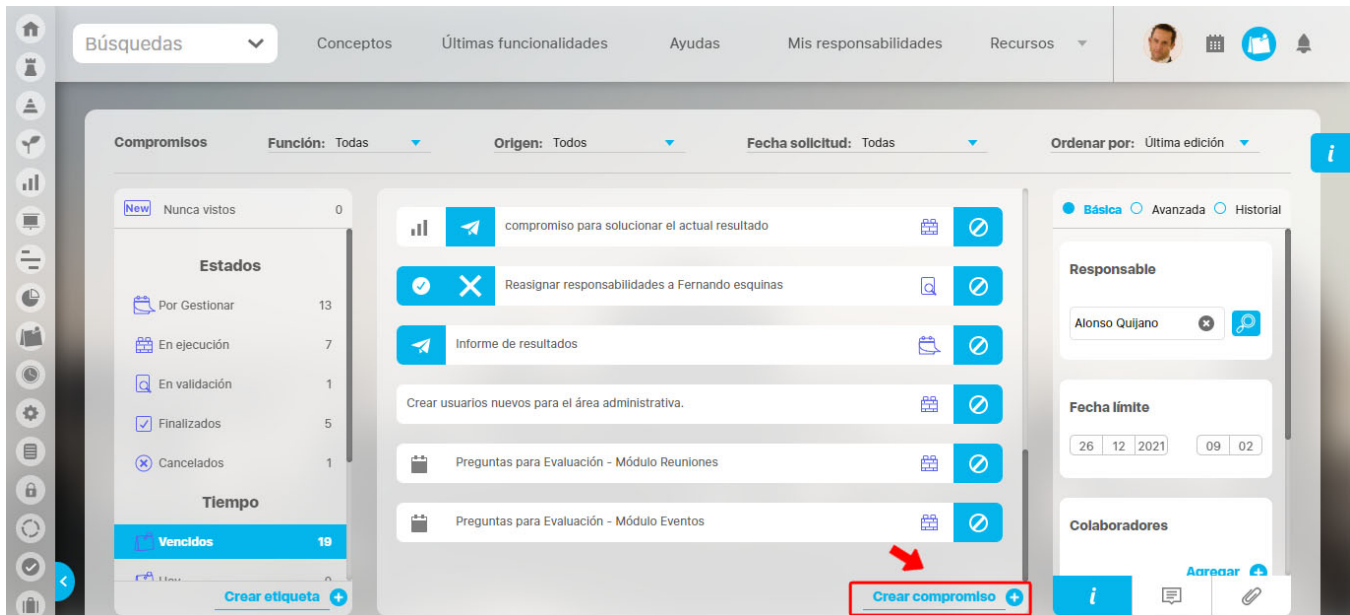 Búsquedas
Conceptos
Últimas funcionalidades
Ayudas
Mis responsabilidades
Recursos
Compromisos
Función: Todas
Origen: Todos
Fecha solicitud: Todas
Ordenar por: Última edición
i
New Nunca vistos 0
Estados
Por Gestionar 13
En ejecución 7
En validación 1
Finalizados 5
Cancelados 1
Tiempo
Vencidos 19
Crear etiqueta
compromiso para solucionar el actual resultado
Reasignar responsabilidades a Fernando esquinas
Informe de resultados
Crear usuarios nuevos para el área administrativa.
Preguntas para Evaluación - Módulo Reuniones
Preguntas para Evaluación - Módulo Eventos
Crear compromiso
Básica Avanzada Historial
Responsable
Alonso Quijano
Fecha límite
26 12 2021 09 02
Colaboradores
Agregar
i